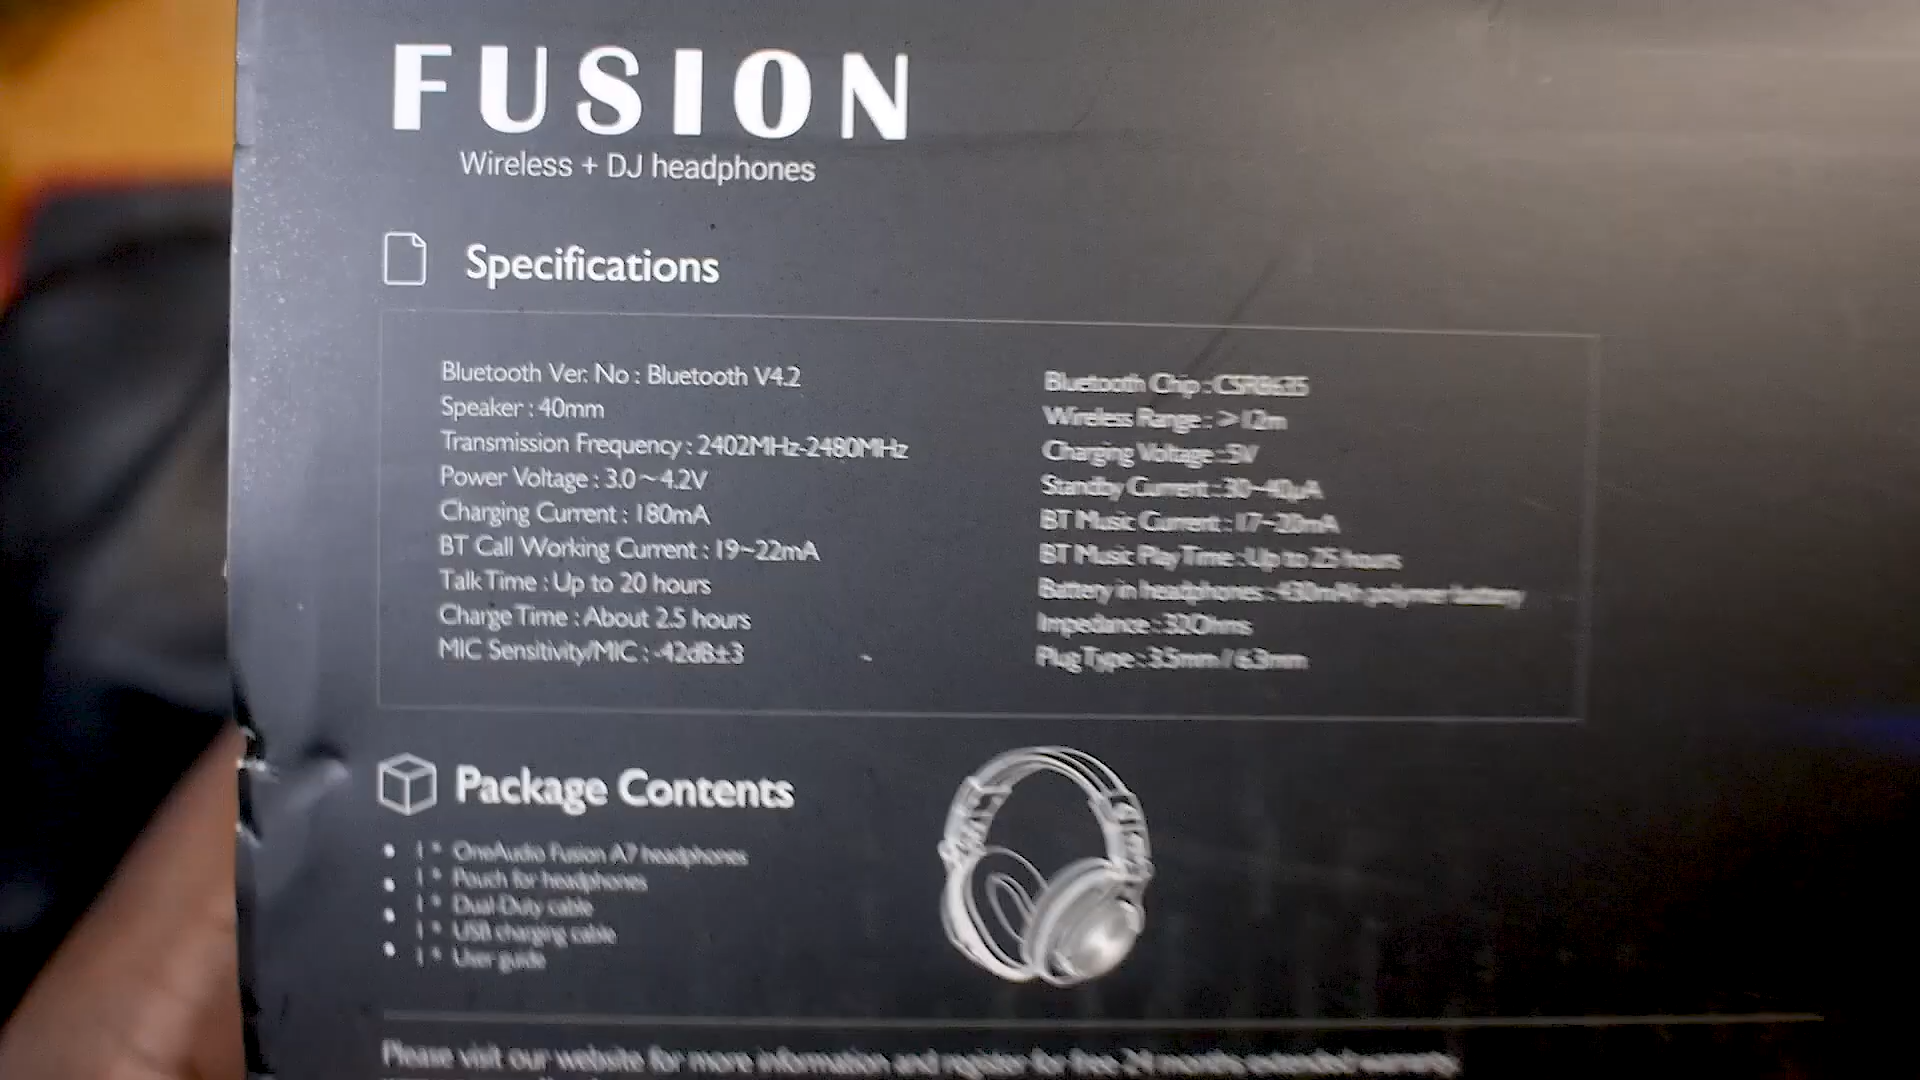 FUSION
Wireless + DJ headphones
Specifications
Bluetooth Ver. No : Bluetooth V4.2
Speaker : 40mm
Transmission Frequency : 2402MHz-2480MHz
Power Voltage : 3.0 ~ 4.2V
Charging Current : 180mA
BT Call Working Current : 19~22mA
Talk Time : Up to 20 hours
Charge Time : About 2.5 hours
MIC Sensitivity/MIC : -42dB±3
Bluetooth Chip : CSR8635
Wireless Range : >12m
Charging Voltage : 5V
Standby Current : 30~40µA
BT Music Current : 17~20mA
BT Music Play Time : Up to 25 hours
Battery in headphones : 430mAh polymer battery
Impedance : 32Ohms
Plug Type : 3.5mm / 6.3mm
Package Contents
1 * OneAudio Fusion A7 headphones
1 * Pouch for headphones
1 * Dual-Duty cable
1 * USB charging cable
1 * User guide
Please visit our website for more information and register for free 24 months extended warranty.